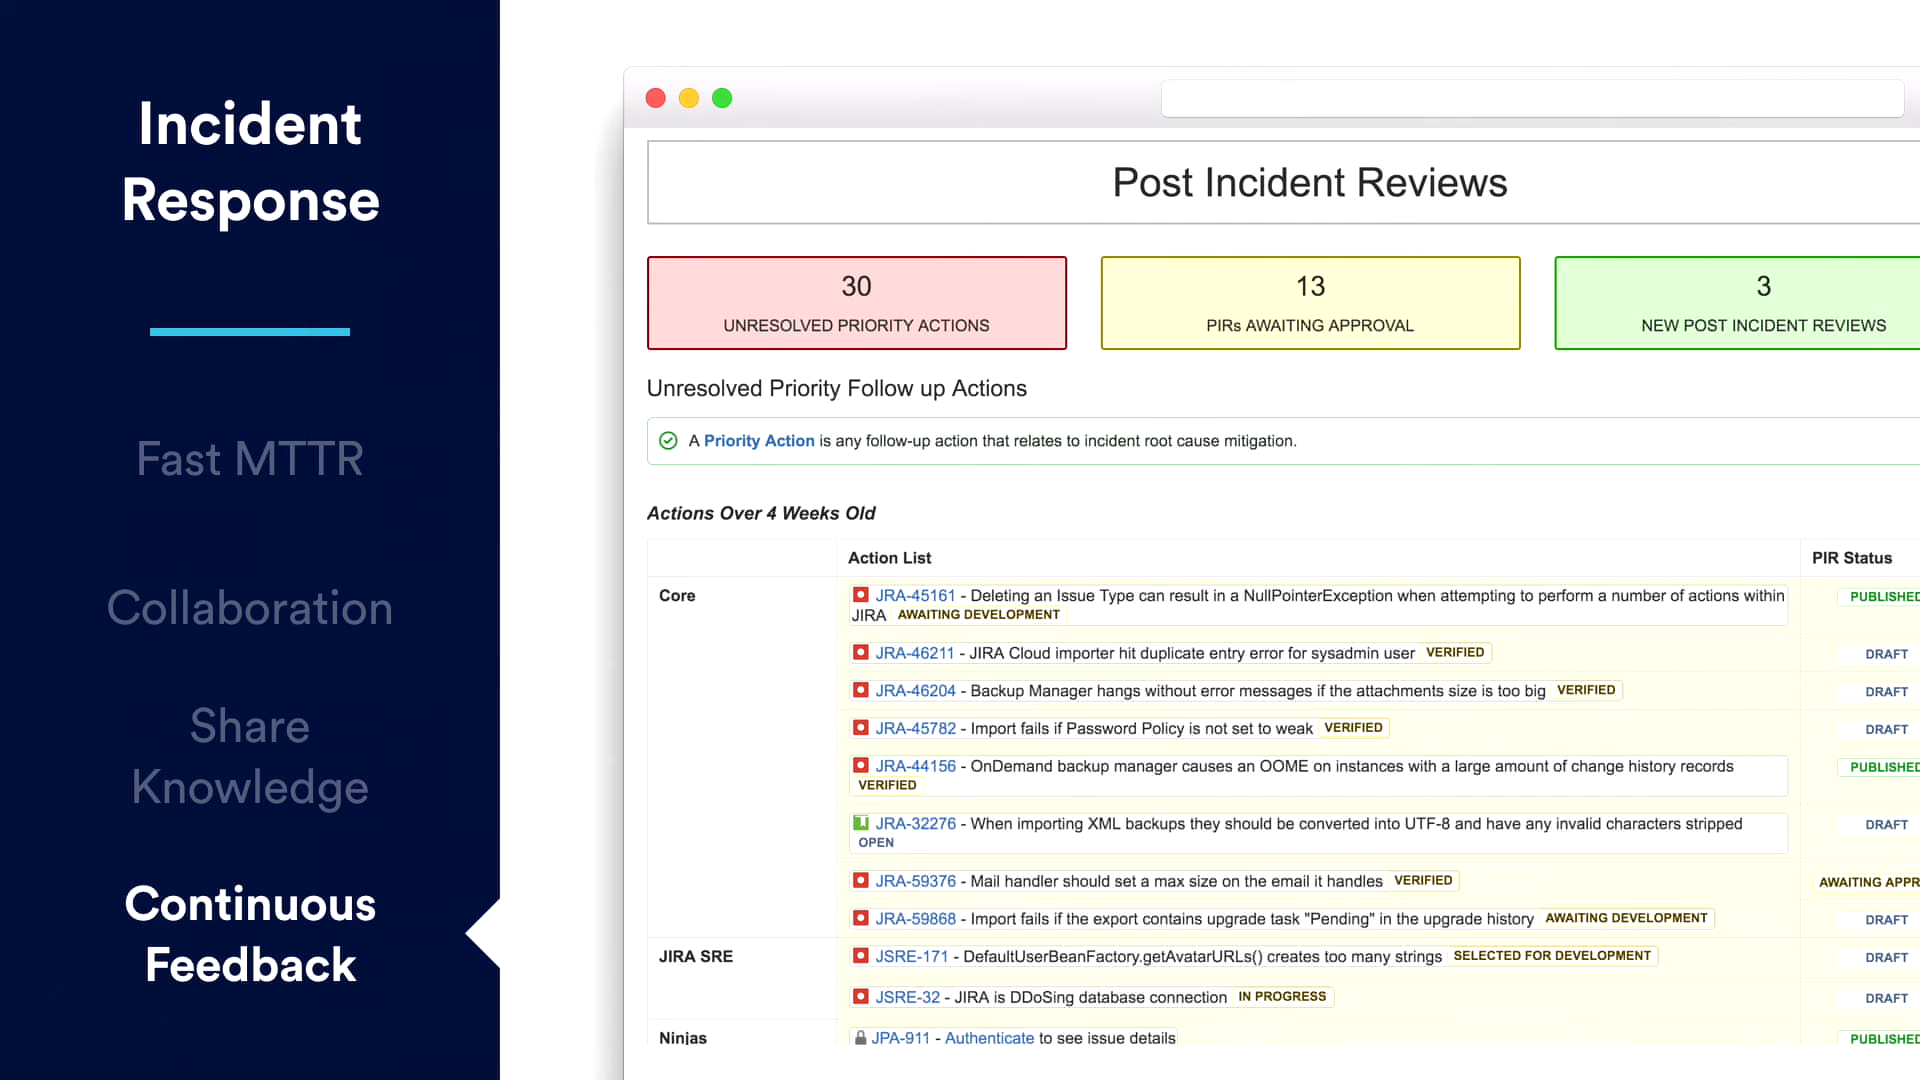 Incident
Response
Fast MTTR
Collaboration
Share
Knowledge
Continuous
Feedback
Post Incident Reviews
30
UNRESOLVED PRIORITY ACTIONS
13
PIRs AWAITING APPROVAL
3
NEW POST INCIDENT REVIEWS
Unresolved Priority Follow up Actions
A Priority Action is any follow-up action that relates to incident root cause mitigation.
Actions Over 4 Weeks Old
Action List PIR Status
Core JRA-45161 - Deleting an Issue Type can result in a NullPointerException when attempting to perform a number of actions within PUBLISHED
JIRA AWAITING DEVELOPMENT
JRA-46211 - JIRA Cloud importer hit duplicate entry error for sysadmin user VERIFIED DRAFT
JRA-46204 - Backup Manager hangs without error messages if the attachments size is too big VERIFIED DRAFT
JRA-45782 - Import fails if Password Policy is not set to weak VERIFIED DRAFT
JRA-44156 - OnDemand backup manager causes an OOME on instances with a large amount of change history records PUBLISHED
VERIFIED
JRA-32276 - When importing XML backups they should be converted into UTF-8 and have any invalid characters stripped DRAFT
OPEN
JRA-59376 - Mail handler should set a max size on the email it handles VERIFIED AWAITING APPR
JRA-59868 - Import fails if the export contains upgrade task "Pending" in the upgrade history AWAITING DEVELOPMENT DRAFT
JIRA SRE JSRE-171 - DefaultUserBeanFactory.getAvatarURLs() creates too many strings SELECTED FOR DEVELOPMENT DRAFT
JSRE-32 - JIRA is DDoSing database connection IN PROGRESS DRAFT
Ninjas JPA-911 - Authenticate to see issue details PUBLISHED